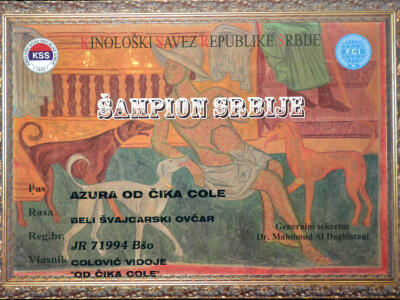 KINOLOŠKI SAVEZ REPUBLIKE SRBIJE
KSS
FCI
ŠAMPION SRBIJE
Pas
AZURA OD ČIKA COLE
Rasa
BELI ŠVAJCARSKI OVČAR
Reg.br.
JR 71994 Bšo
Generalni sekretar
Dr. Mahmoud Al Daghistani
Vlasnik
COLOVIĆ VIDOJE
"OD ČIKA COLE"